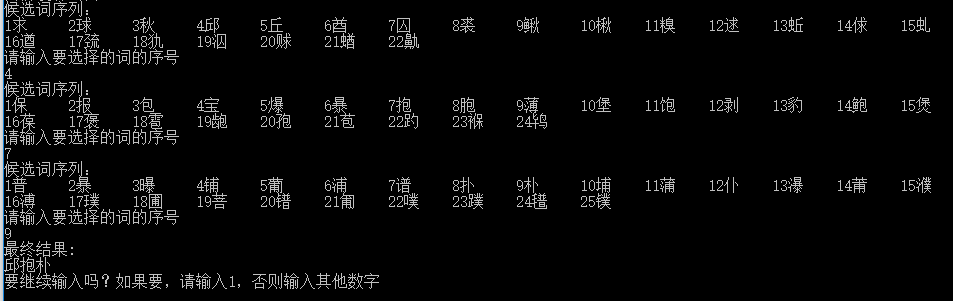 候选词序列:
1求 2球 3秋 4邱 5丘 6酋 7囚 8裘 9鳅 10楸 11糗 12逑 13蚯 14俅 15虬
16遒 17巯 18犰 19泅 20赇 21蝤 22鼽
请输入要选择的词的序号
4
候选词序列:
1保 2报 3包 4宝 5爆 6暴 7抱 8胞 9薄 10堡 11饱 12剥 13豹 14鲍 15煲
16葆 17褒 18雹 19龅 20孢 21苞 22趵 23褓 24鸨
请输入要选择的词的序号
7
候选词序列:
1普 2暴 3曝 4铺 5葡 6浦 7谱 8扑 9朴 10埔 11蒲 12仆 13瀑 14莆 15濮
16溥 17璞 18圃 19菩 20镨 21匍 22噗 23蹼 24氆 25镤
请输入要选择的词的序号
9
最终结果:
邱抱朴
要继续输入吗？如果要，请输入1，否则输入其他数字